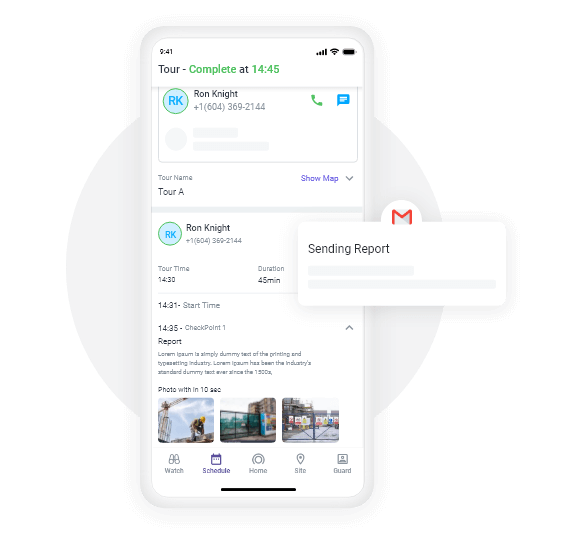 9:41
Tour - Complete at 14:45
RK
Ron Knight
+1(604) 369-2144
Tour Name
Show Map
Tour A
RK
Ron Knight
+1(604) 369-2144
Sending Report
Tour Time
Duration
14:30
45min
14:31- Start Time
14:35 - CheckPoint 1
Report
Lorem Ipsum is simply dummy text of the printing and
typesetting industry. Lorem Ipsum has been the industry's
standard dummy text ever since the 1500s,
Photo with in 10 sec
Watch
Schedule
Home
Site
Guard